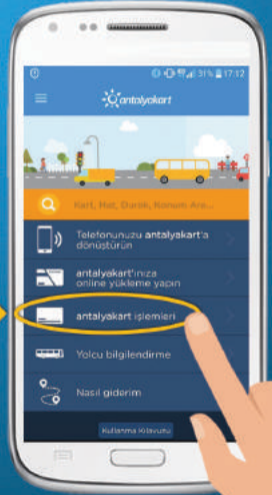 31% 17:12
antalyakart
Kart, Hat, Durak, Konum Ara...
Telefonunuzu antalyakart'a
dönüştürün
antalyakart'ınıza
online yükleme yapın
antalyakart işlemleri
Yolcu bilgilendirme
Nasıl giderim
Kullanma Kılavuzu